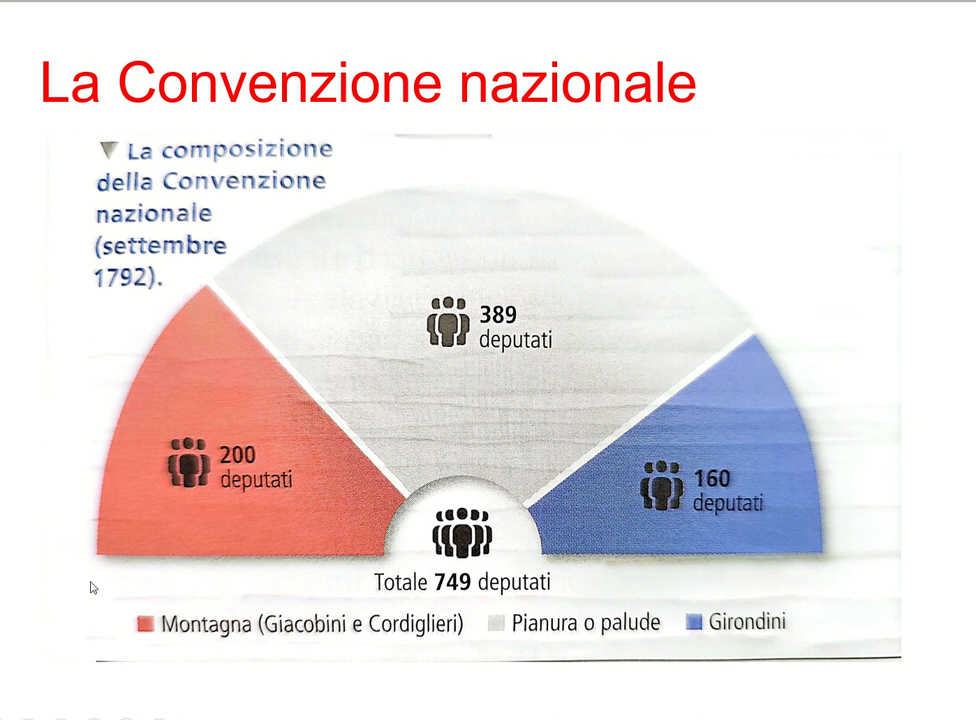 La Convenzione nazionale
La composizione
della Convenzione
nazionale
(settembre
1792).
389
deputati
200
deputati
160
deputati
Totale 749 deputati
Montagna (Giacobini e Cordiglieri) Pianura o palude Girondini